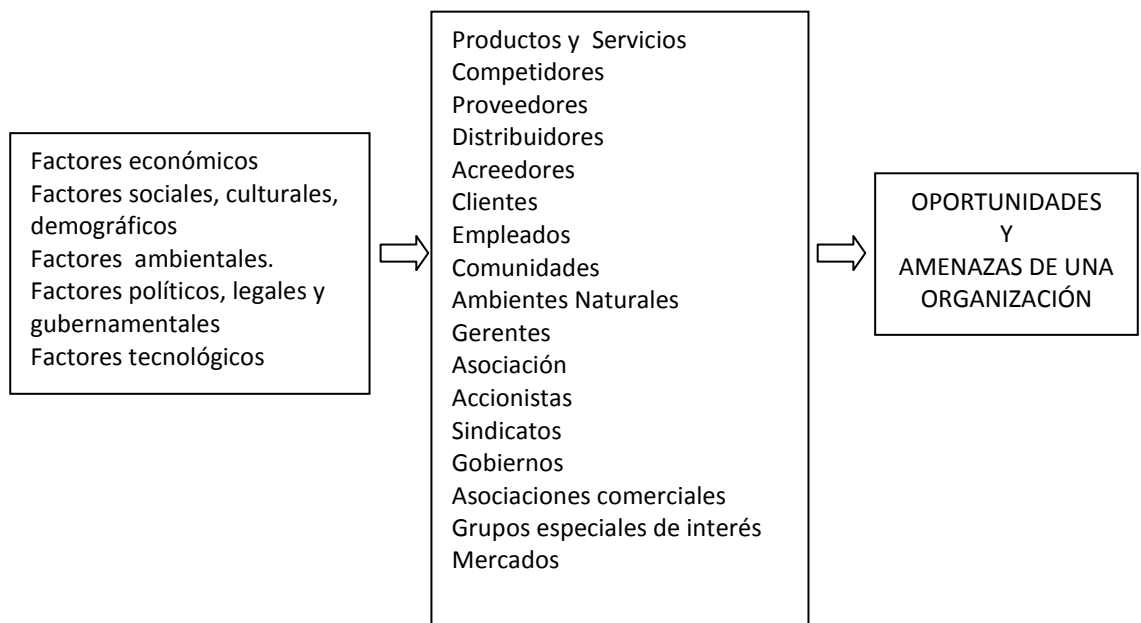 Factores económicos
Factores sociales, culturales,
demográficos
Factores ambientales.
Factores políticos, legales y
gubernamentales
Factores tecnológicos
Productos y Servicios
Competidores
Proveedores
Distribuidores
Acreedores
Clientes
Empleados
Comunidades
Ambientes Naturales
Gerentes
Asociación
Accionistas
Sindicatos
Gobiernos
Asociaciones comerciales
Grupos especiales de interés
Mercados
OPORTUNIDADES
Y
AMENAZAS DE UNA
ORGANIZACIÓN